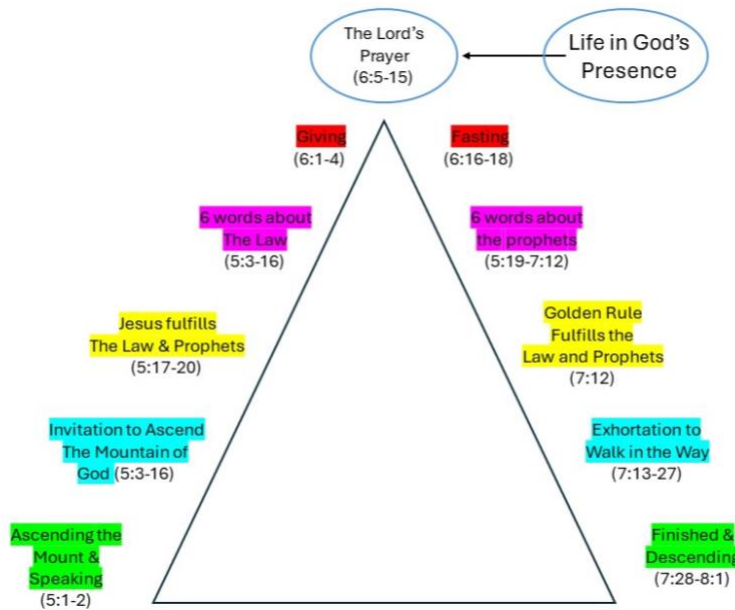 The Lord's
Prayer
(6:5-15)
Life in God's
Presence
Giving
(6:1-4)
Fasting
(6:16-18)
6 words about
The Law
(5:3-16)
6 words about
the prophets
(5:19-7:12)
Jesus fulfills
The Law & Prophets
(5:17-20)
Golden Rule
Fulfills the
Law and Prophets
(7:12)
Invitation to Ascend
The Mountain of
God (5:3-16)
Exhortation to
Walk in the Way
(7:13-27)
Ascending the
Mount &
Speaking
(5:1-2)
Finished &
Descending
(7:28-8:1)